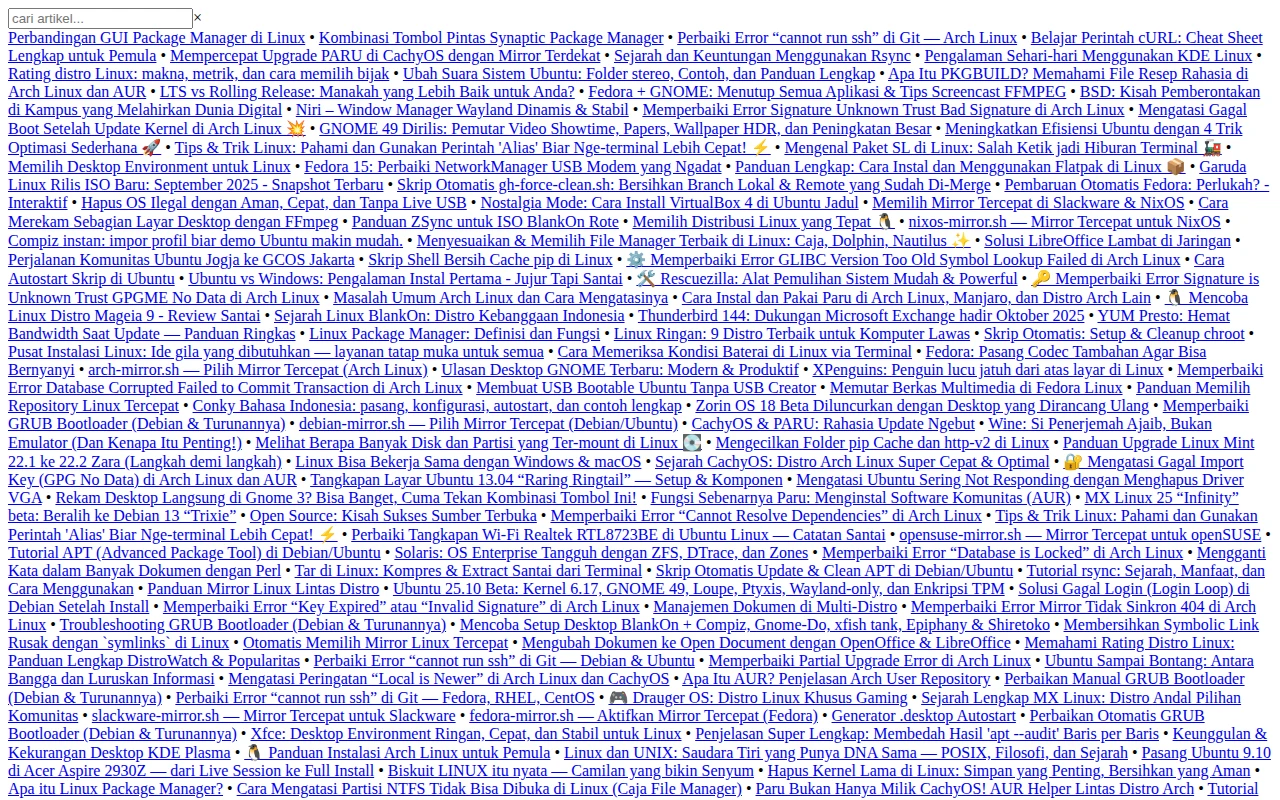 cari artikel... ×
Perbandingan GUI Package Manager di Linux • Kombinasi Tombol Pintas Synaptic Package Manager • Perbaiki Error “cannot run ssh” di Git — Arch Linux • Belajar Perintah cURL: Cheat Sheet
Lengkap untuk Pemula • Mempercepat Upgrade PARU di CachyOS dengan Mirror Terdekat • Sejarah dan Keuntungan Menggunakan Rsync • Pengalaman Sehari-hari Menggunakan KDE Linux •
Rating distro Linux: makna, metrik, dan cara memilih bijak • Ubah Suara Sistem Ubuntu: Folder stereo, Contoh, dan Panduan Lengkap • Apa Itu PKGBUILD? Memahami File Resep Rahasia di
Arch Linux dan AUR • LTS vs Rolling Release: Manakah yang Lebih Baik untuk Anda? • Fedora + GNOME: Menutup Semua Aplikasi & Tips Screencast FFMPEG • BSD: Kisah Pemberontakan
di Kampus yang Melahirkan Dunia Digital • Niri – Window Manager Wayland Dinamis & Stabil • Memperbaiki Error Signature Unknown Trust Bad Signature di Arch Linux • Mengatasi Gagal
Boot Setelah Update Kernel di Arch Linux 💥 • GNOME 49 Dirilis: Pemutar Video Showtime, Papers, Wallpaper HDR, dan Peningkatan Besar • Meningkatkan Efisiensi Ubuntu dengan 4 Trik
Optimasi Sederhana 🚀 • Tips & Trik Linux: Pahami dan Gunakan Perintah 'Alias' Biar Nge-terminal Lebih Cepat! ⚡ • Mengenal Paket SL di Linux: Salah Ketik jadi Hiburan Terminal 🚂 •
Memilih Desktop Environment untuk Linux • Fedora 15: Perbaiki NetworkManager USB Modem yang Ngadat • Panduan Lengkap: Cara Instal dan Menggunakan Flatpak di Linux 📦 • Garuda
Linux Rilis ISO Baru: September 2025 - Snapshot Terbaru • Skrip Otomatis gh-force-clean.sh: Bersihkan Branch Lokal & Remote yang Sudah Di-Merge • Pembaruan Otomatis Fedora: Perlukah? -
Interaktif • Hapus OS Ilegal dengan Aman, Cepat, dan Tanpa Live USB • Nostalgia Mode: Cara Install VirtualBox 4 di Ubuntu Jadul • Memilih Mirror Tercepat di Slackware & NixOS • Cara
Merekam Sebagian Layar Desktop dengan FFmpeg • Panduan ZSync untuk ISO BlankOn Rote • Memilih Distribusi Linux yang Tepat 🐧 • nixos-mirror.sh — Mirror Tercepat untuk NixOS •
Compiz instan: impor profil biar demo Ubuntu makin mudah. • Menyesuaikan & Memilih File Manager Terbaik di Linux: Caja, Dolphin, Nautilus ✨ • Solusi LibreOffice Lambat di Jaringan •
Perjalanan Komunitas Ubuntu Jogja ke GCOS Jakarta • Skrip Shell Bersih Cache pip di Linux • ⚙️ Memperbaiki Error GLIBC Version Too Old Symbol Lookup Failed di Arch Linux • Cara
Autostart Skrip di Ubuntu • Ubuntu vs Windows: Pengalaman Instal Pertama - Jujur Tapi Santai • 🛠️ Rescuezilla: Alat Pemulihan Sistem Mudah & Powerful • 🔑 Memperbaiki Error Signature is
Unknown Trust GPGME No Data di Arch Linux • Masalah Umum Arch Linux dan Cara Mengatasinya • Cara Instal dan Pakai Paru di Arch Linux, Manjaro, dan Distro Arch Lain • 🐧 Mencoba
Linux Distro Mageia 9 - Review Santai • Sejarah Linux BlankOn: Distro Kebanggaan Indonesia • Thunderbird 144: Dukungan Microsoft Exchange hadir Oktober 2025 • YUM Presto: Hemat
Bandwidth Saat Update — Panduan Ringkas • Linux Package Manager: Definisi dan Fungsi • Linux Ringan: 9 Distro Terbaik untuk Komputer Lawas • Skrip Otomatis: Setup & Cleanup chroot •
Pusat Instalasi Linux: Ide gila yang dibutuhkan — layanan tatap muka untuk semua • Cara Memeriksa Kondisi Baterai di Linux via Terminal • Fedora: Pasang Codec Tambahan Agar Bisa
Bernyanyi • arch-mirror.sh — Pilih Mirror Tercepat (Arch Linux) • Ulasan Desktop GNOME Terbaru: Modern & Produktif • XPenguins: Penguin lucu jatuh dari atas layar di Linux • Memperbaiki
Error Database Corrupted Failed to Commit Transaction di Arch Linux • Membuat USB Bootable Ubuntu Tanpa USB Creator • Memutar Berkas Multimedia di Fedora Linux • Panduan Memilih
Repository Linux Tercepat • Conky Bahasa Indonesia: pasang, konfigurasi, autostart, dan contoh lengkap • Zorin OS 18 Beta Diluncurkan dengan Desktop yang Dirancang Ulang • Memperbaiki
GRUB Bootloader (Debian & Turunannya) • debian-mirror.sh — Pilih Mirror Tercepat (Debian/Ubuntu) • CachyOS & PARU: Rahasia Update Ngebut • Wine: Si Penerjemah Ajaib, Bukan
Emulator (Dan Kenapa Itu Penting!) • Melihat Berapa Banyak Disk dan Partisi yang Ter-mount di Linux 💽 • Mengecilkan Folder pip Cache dan http-v2 di Linux • Panduan Upgrade Linux Mint
22.1 ke 22.2 Zara (Langkah demi langkah) • Linux Bisa Bekerja Sama dengan Windows & macOS • Sejarah CachyOS: Distro Arch Linux Super Cepat & Optimal • 🔐 Mengatasi Gagal Import
Key (GPG No Data) di Arch Linux dan AUR • Tangkapan Layar Ubuntu 13.04 “Raring Ringtail” — Setup & Komponen • Mengatasi Ubuntu Sering Not Responding dengan Menghapus Driver
VGA • Rekam Desktop Langsung di Gnome 3? Bisa Banget, Cuma Tekan Kombinasi Tombol Ini! • Fungsi Sebenarnya Paru: Menginstal Software Komunitas (AUR) • MX Linux 25 “Infinity”
beta: Beralih ke Debian 13 “Trixie” • Open Source: Kisah Sukses Sumber Terbuka • Memperbaiki Error “Cannot Resolve Dependencies” di Arch Linux • Tips & Trik Linux: Pahami dan Gunakan
Perintah 'Alias' Biar Nge-terminal Lebih Cepat! ⚡ • Perbaiki Tangkapan Wi-Fi Realtek RTL8723BE di Ubuntu Linux — Catatan Santai • opensuse-mirror.sh — Mirror Tercepat untuk openSUSE •
Tutorial APT (Advanced Package Tool) di Debian/Ubuntu • Solaris: OS Enterprise Tangguh dengan ZFS, DTrace, dan Zones • Memperbaiki Error “Database is Locked” di Arch Linux • Mengganti
Kata dalam Banyak Dokumen dengan Perl • Tar di Linux: Kompres & Extract Santai dari Terminal • Skrip Otomatis Update & Clean APT di Debian/Ubuntu • Tutorial rsync: Sejarah, Manfaat, dan
Cara Menggunakan • Panduan Mirror Linux Lintas Distro • Ubuntu 25.10 Beta: Kernel 6.17, GNOME 49, Loupe, Ptyxis, Wayland-only, dan Enkripsi TPM • Solusi Gagal Login (Login Loop) di
Debian Setelah Install • Memperbaiki Error “Key Expired” atau “Invalid Signature” di Arch Linux • Manajemen Dokumen di Multi-Distro • Memperbaiki Error Mirror Tidak Sinkron 404 di Arch
Linux • Troubleshooting GRUB Bootloader (Debian & Turunannya) • Mencoba Setup Desktop BlankOn + Compiz, Gnome-Do, xfish tank, Epiphany & Shiretoko • Membersihkan Symbolic Link
Rusak dengan `symlinks` di Linux • Otomatis Memilih Mirror Linux Tercepat • Mengubah Dokumen ke Open Document dengan OpenOffice & LibreOffice • Memahami Rating Distro Linux:
Panduan Lengkap DistroWatch & Popularitas • Perbaiki Error “cannot run ssh” di Git — Debian & Ubuntu • Memperbaiki Partial Upgrade Error di Arch Linux • Ubuntu Sampai Bontang: Antara
Bangga dan Luruskan Informasi • Mengatasi Peringatan “Local is Newer” di Arch Linux dan CachyOS • Apa Itu AUR? Penjelasan Arch User Repository • Perbaikan Manual GRUB Bootloader
(Debian & Turunannya) • Perbaiki Error “cannot run ssh” di Git — Fedora, RHEL, CentOS • 🎮 Drauger OS: Distro Linux Khusus Gaming • Sejarah Lengkap MX Linux: Distro Andal Pilihan
Komunitas • slackware-mirror.sh — Mirror Tercepat untuk Slackware • fedora-mirror.sh — Aktifkan Mirror Tercepat (Fedora) • Generator .desktop Autostart • Perbaikan Otomatis GRUB
Bootloader (Debian & Turunannya) • Xfce: Desktop Environment Ringan, Cepat, dan Stabil untuk Linux • Penjelasan Super Lengkap: Membedah Hasil 'apt --audit' Baris per Baris • Keunggulan &
Kekurangan Desktop KDE Plasma • 🐧 Panduan Instalasi Arch Linux untuk Pemula • Linux dan UNIX: Saudara Tiri yang Punya DNA Sama — POSIX, Filosofi, dan Sejarah • Pasang Ubuntu 9.10
di Acer Aspire 2930Z — dari Live Session ke Full Install • Biskuit LINUX itu nyata — Camilan yang bikin Senyum • Hapus Kernel Lama di Linux: Simpan yang Penting, Bersihkan yang Aman •
Apa itu Linux Package Manager? • Cara Mengatasi Partisi NTFS Tidak Bisa Dibuka di Linux (Caja File Manager) • Paru Bukan Hanya Milik CachyOS! AUR Helper Lintas Distro Arch • Tutorial